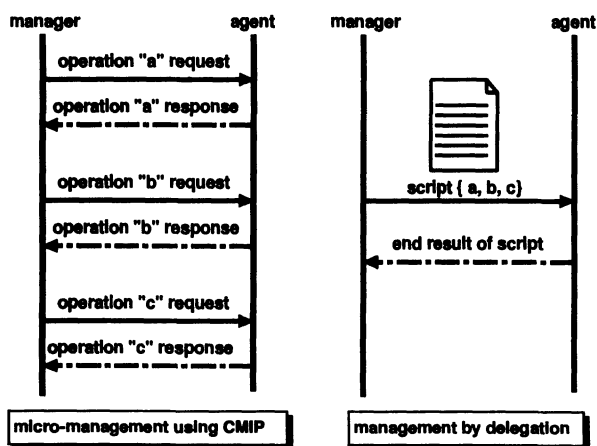 manager agent manager agent
operation "a" request
operation "a" response
operation "b" request
script { a, b, c}
operation "b" response
end result of script
operation "c" request
operation "c" response
micro-management using CMIP
management by delegation